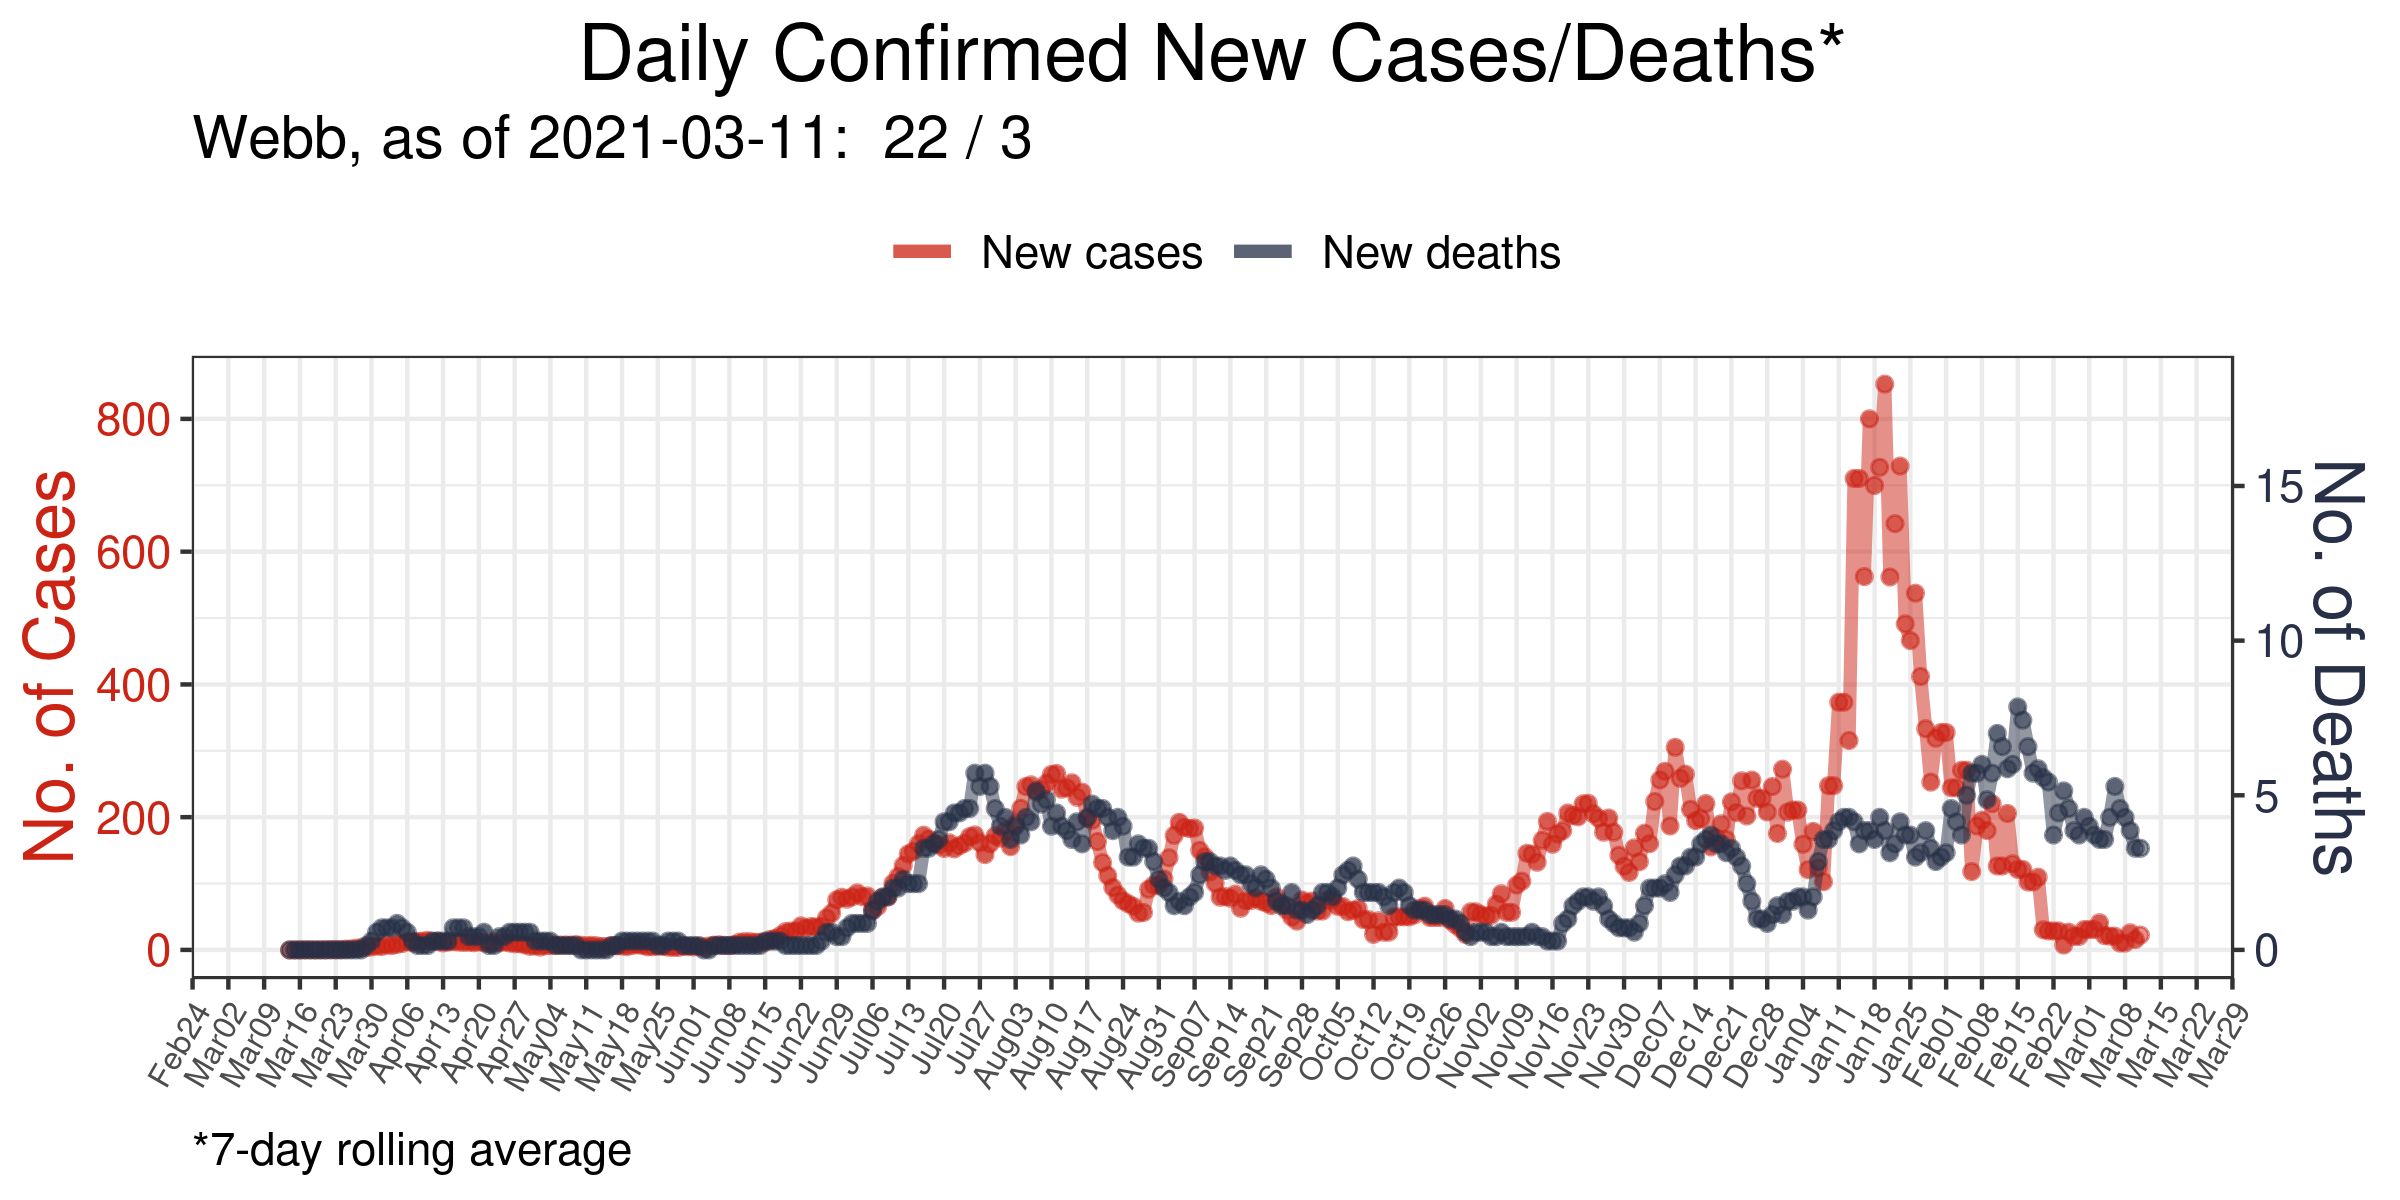 Daily Confirmed New Cases/Deaths*
Webb, as of 2021-03-11:  22 / 3
New cases
New deaths
No. of Cases
800
600
400
200
0
No. of Deaths
15
10
5
0
Feb24
Mar02
Mar09
Mar16
Mar23
Mar30
Apr06
Apr13
Apr20
Apr27
May04
May11
May18
May25
Jun01
Jun08
Jun15
Jun22
Jun29
Jul06
Jul13
Jul20
Jul27
Aug03
Aug10
Aug17
Aug24
Aug31
Sep07
Sep14
Sep21
Sep28
Oct05
Oct12
Oct19
Oct26
Nov02
Nov09
Nov16
Nov23
Nov30
Dec07
Dec14
Dec21
Dec28
Jan04
Jan11
Jan18
Jan25
Feb01
Feb08
Feb15
Feb22
Mar01
Mar08
Mar15
Mar22
Mar29
*7-day rolling average